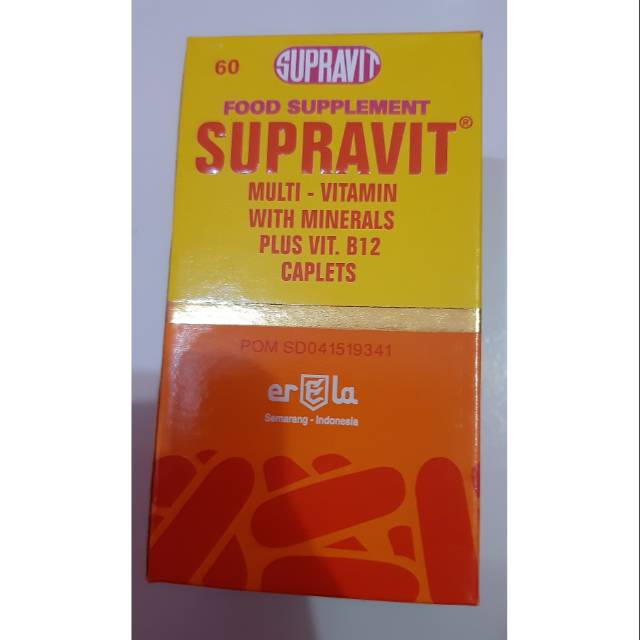 60 SUPRAVIT
FOOD SUPPLEMENT
SUPRAVIT®
MULTI - VITAMIN
WITH MINERALS
PLUS VIT. B12
CAPLETS
POM SD041519341
erEla
Semarang - Indonesia